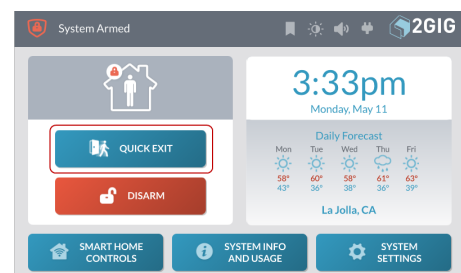 System Armed
2GIG
QUICK EXIT
DISARM
3:33pm
Monday, May 11
Daily Forecast
Mon Tue Wed Thu Fri
58° 60° 58° 61° 63°
43° 36° 38° 36° 39°
La Jolla, CA
SMART HOME
CONTROLS
SYSTEM INFO
AND USAGE
SYSTEM
SETTINGS